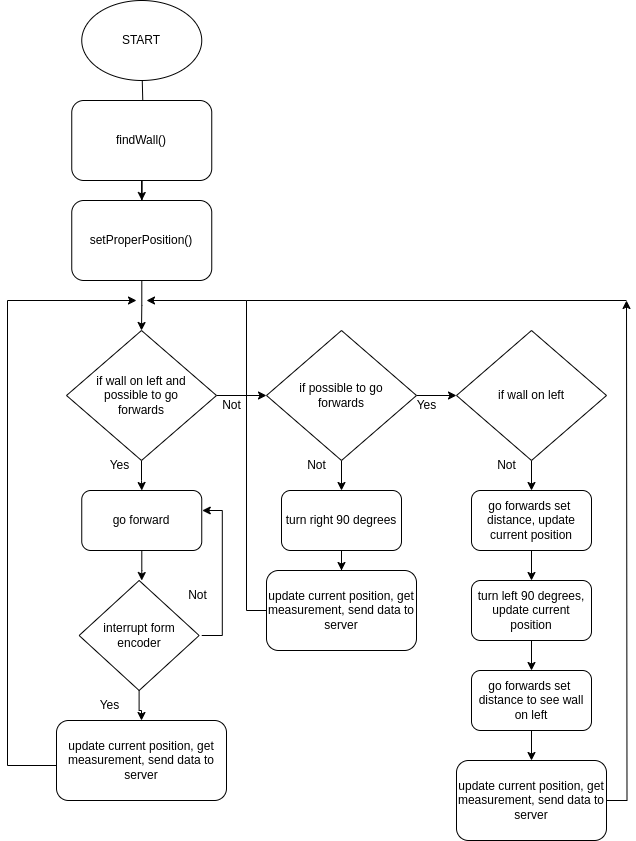 START
findWall()
setProperPosition()
if wall on left and
possible to go
forwards
Not
if possible to go
forwards
Yes
if wall on left
Yes
Not
Not
go forward
turn right 90 degrees
go forwards set
distance, update
current position
Not
interrupt form
encoder
update current position, get
measurement, send data to
server
turn left 90 degrees,
update current
position
Yes
go forwards set
distance to see wall
on left
update current position, get
measurement, send data to
server
update current position, get
measurement, send data to
server